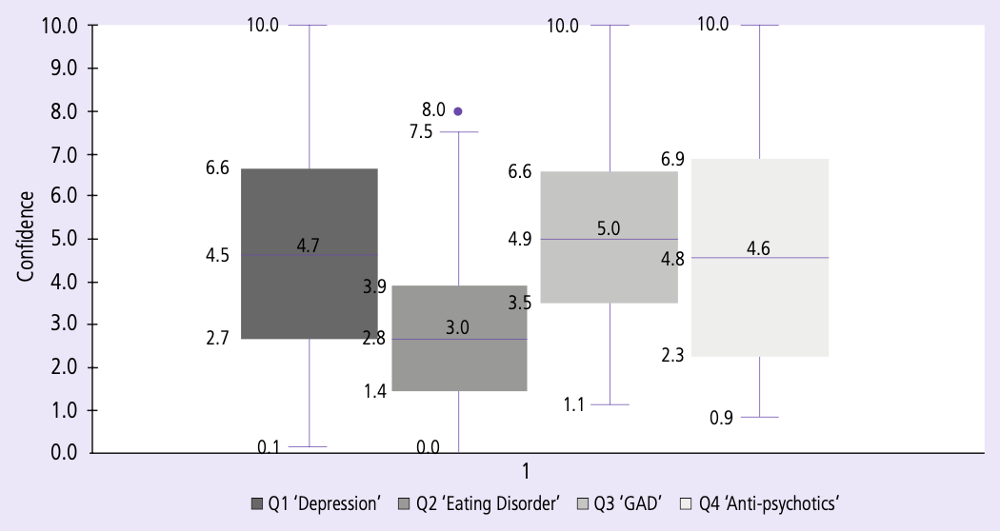 10.0 10.0 10.0 10.0
9.0
8.0 8.0
7.5
7.0 6.9
6.6 6.6
6.0
5.0 4.7 4.9 5.0
4.5 4.8 4.6
4.0 3.9
3.5
3.0 3.0
2.7 2.8
2.3
2.0
1.4
1.0 1.1
0.9
0.0 0.1 0.0
Confidence
1
Q1 ‘Depression’ Q2 ‘Eating Disorder’ Q3 ‘GAD’ Q4 ‘Anti-psychotics’